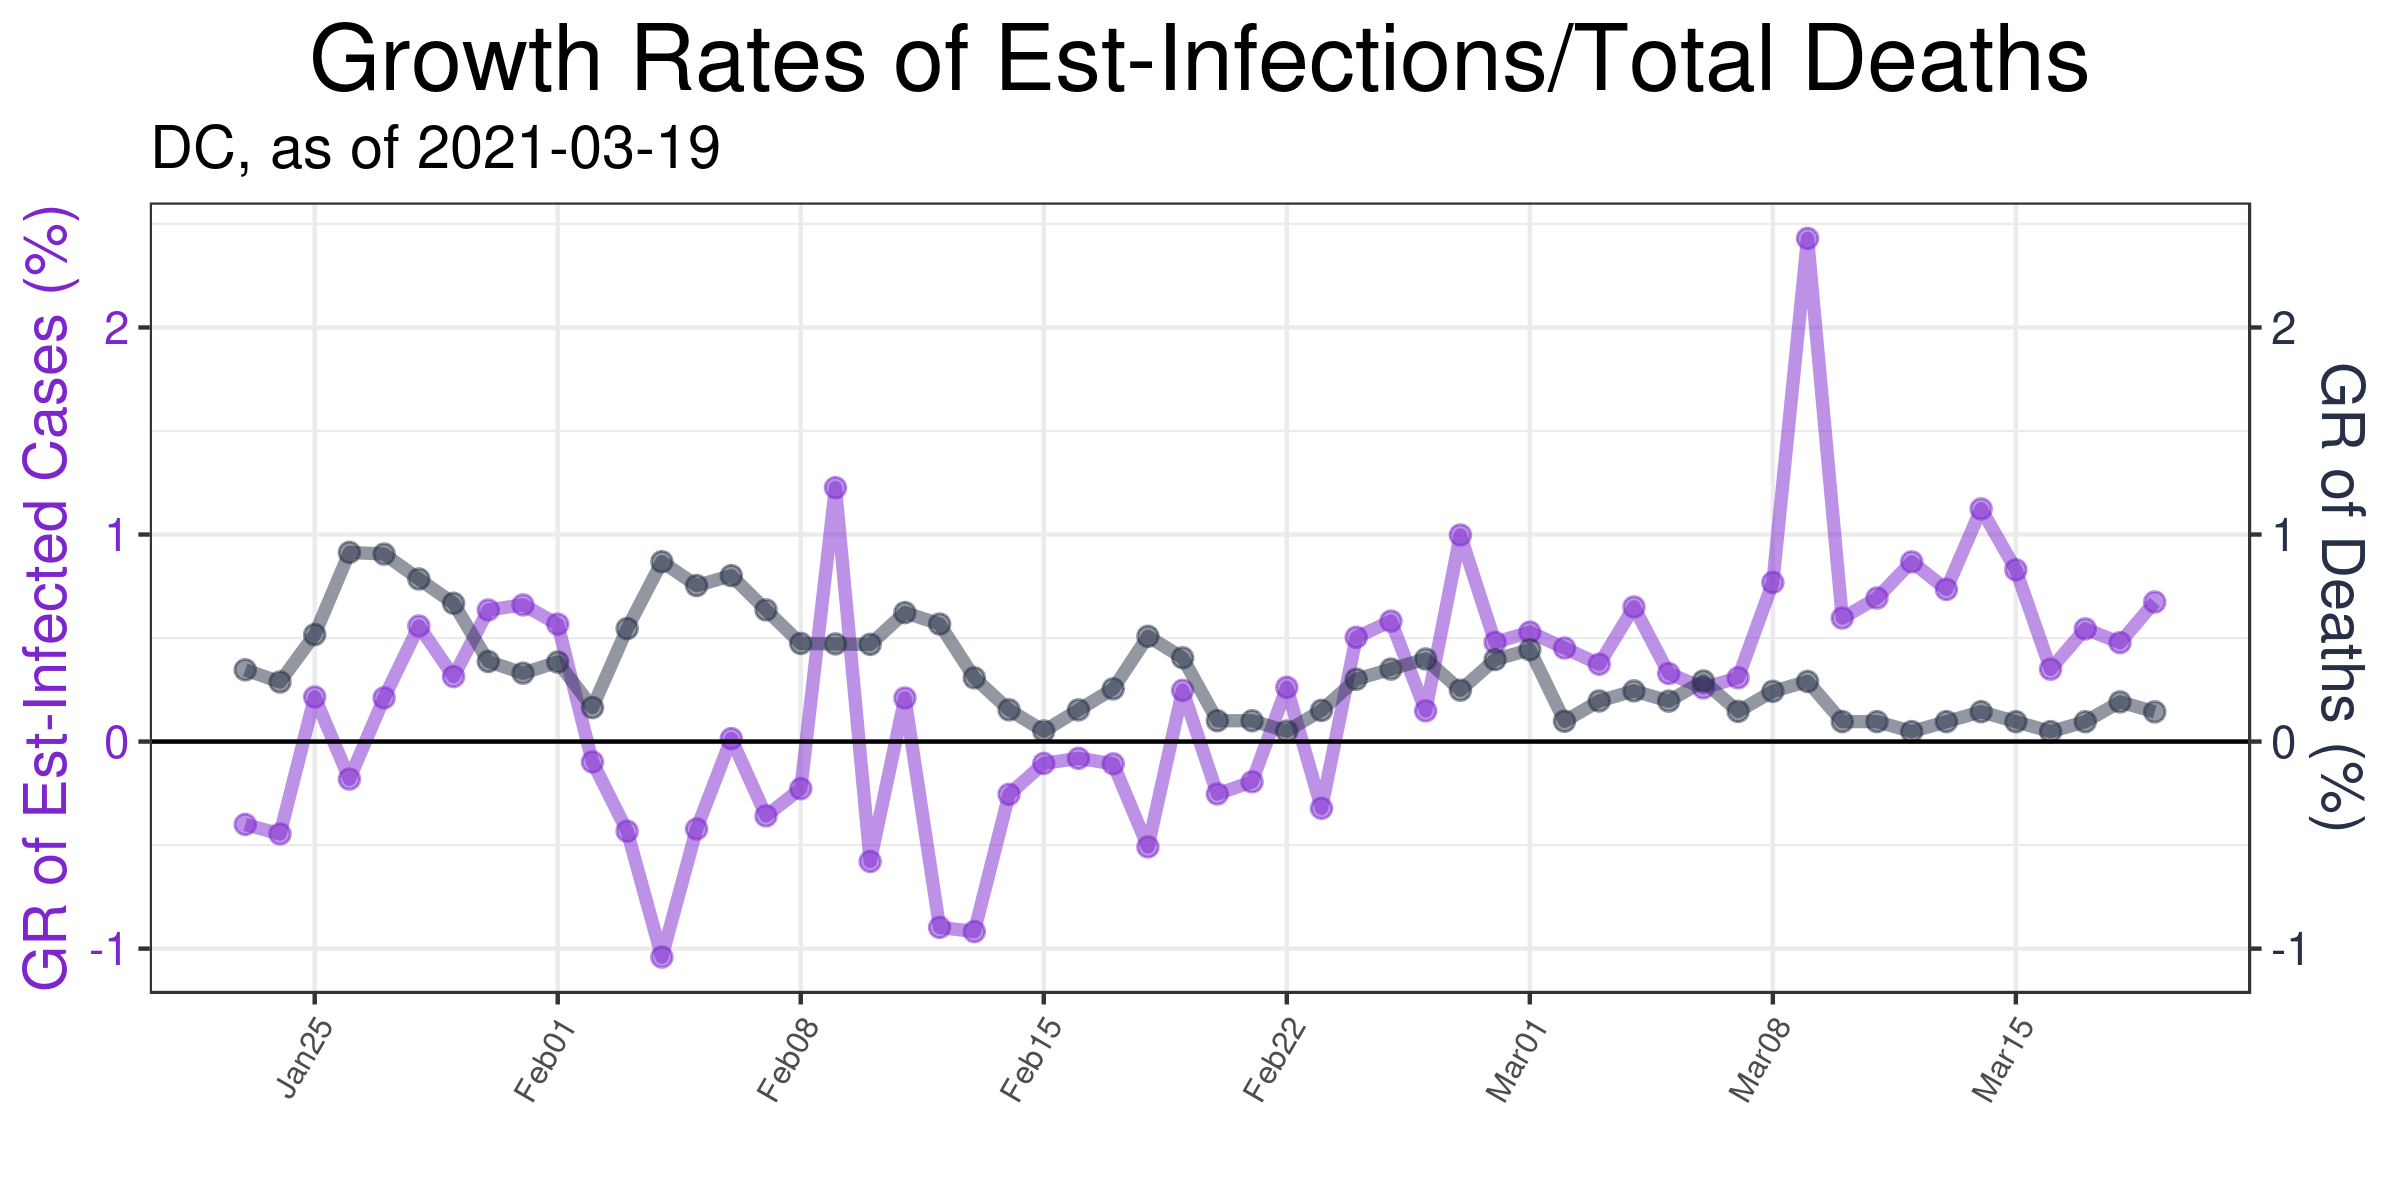 Growth Rates of Est-Infections/Total Deaths
DC, as of 2021-03-19
GR of Est-Infected Cases (%)
2
1
0
-1
2
1
0
-1
GR of Deaths (%)
Jan25
Feb01
Feb08
Feb15
Feb22
Mar01
Mar08
Mar15